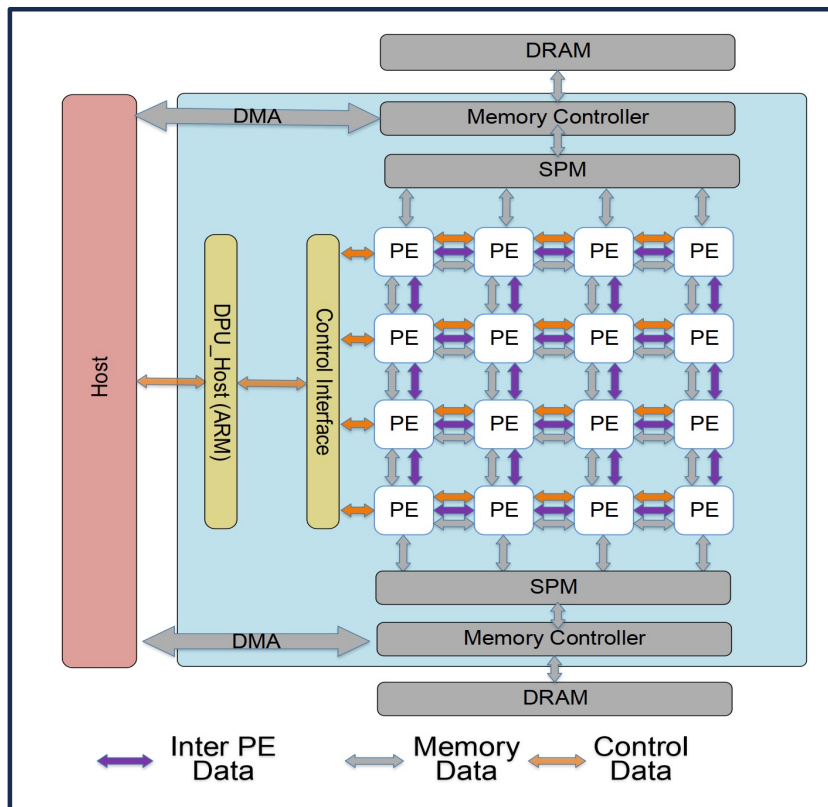 DRAM
DMA
Memory Controller
SPM
PE PE PE PE
Host
DPU_Host (ARM)
Control Interface
PE PE PE PE
PE PE PE PE
PE PE PE PE
SPM
DMA
Memory Controller
DRAM
Inter PE
Data
Memory
Data
Control
Data